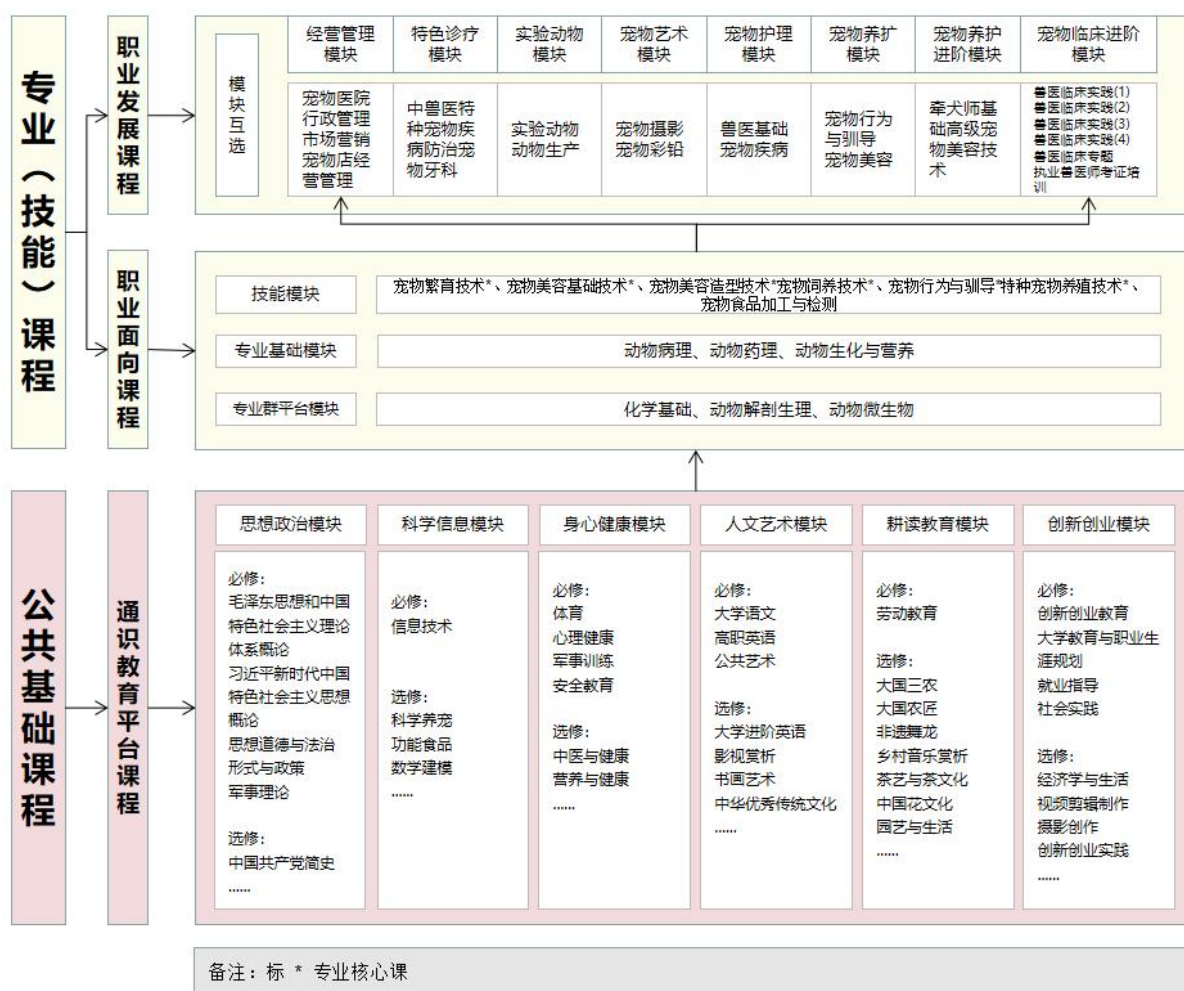 专业（技能）课程
职业发展课程
模块互选
经营管理
模块
特色诊疗
模块
实验动物
模块
宠物艺术
模块
宠物护理
模块
宠物养扩
模块
宠物养护
进阶模块
宠物临床进阶
模块
宠物医院
行政管理
市场营销
宠物店经
营管理
中兽医特
种宠物疾
病防治宠
物牙科
实验动物
动物生产
宠物摄影
宠物彩铅
兽医基础
宠物疾病
宠物行为
与驯导
宠物美容
牵犬师基
础高级宠
物美容技
术
兽医临床实践(1)
兽医临床实践(2)
兽医临床实践(3)
兽医临床实践(4)
兽医临床专题
执业兽医师考证培
训
职业面向课程
技能模块
宠物繁育技术*、宠物美容基础技术*、宠物美容造型技术*宠物饲养技术*、宠物行为与驯导*特种宠物养殖技术*、
宠物食品加工与检测
专业基础模块
动物病理、动物药理、动物生化与营养
专业群平台模块
化学基础、动物解剖生理、动物微生物
公共基础课程
通识教育平台课程
思想政治模块
必修：
毛泽东思想和中国
特色社会主义理论
体系概论
习近平新时代中国
特色社会主义思想
概论
思想道德与法治
形式与政策
军事理论
选修：
中国共产党简史
......
科学信息模块
必修：
信息技术
选修：
科学养宠
功能食品
数学建模
......
身心健康模块
必修：
体育
心理健康
军事训练
安全教育
选修：
中医与健康
营养与健康
......
人文艺术模块
必修：
大学语文
高职英语
公共艺术
选修：
大学进阶英语
影视赏析
书画艺术
中华优秀传统文化
......
耕读教育模块
必修：
劳动教育
选修：
大国三农
大国农匠
非遗舞龙
乡村音乐赏析
茶艺与茶文化
中国花文化
园艺与生活
......
创新创业模块
必修：
创新创业教育
大学教育与职业生
涯规划
就业指导
社会实践
选修：
经济学与生活
视频剪辑制作
摄影创作
创新创业实践
......
备注：标 * 专业核心课